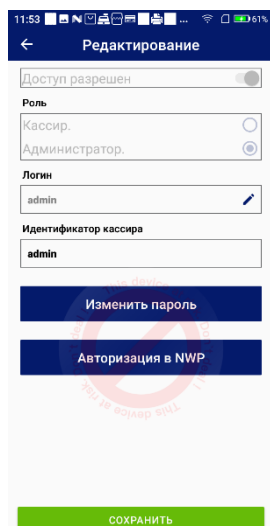 11:53 ... 61%
Редактирование
Доступ разрешен
Роль
Кассир.
Администратор.
Логин
admin
Идентификатор кассира
admin
Изменить пароль
Авторизация в NWP
СОХРАНИТЬ